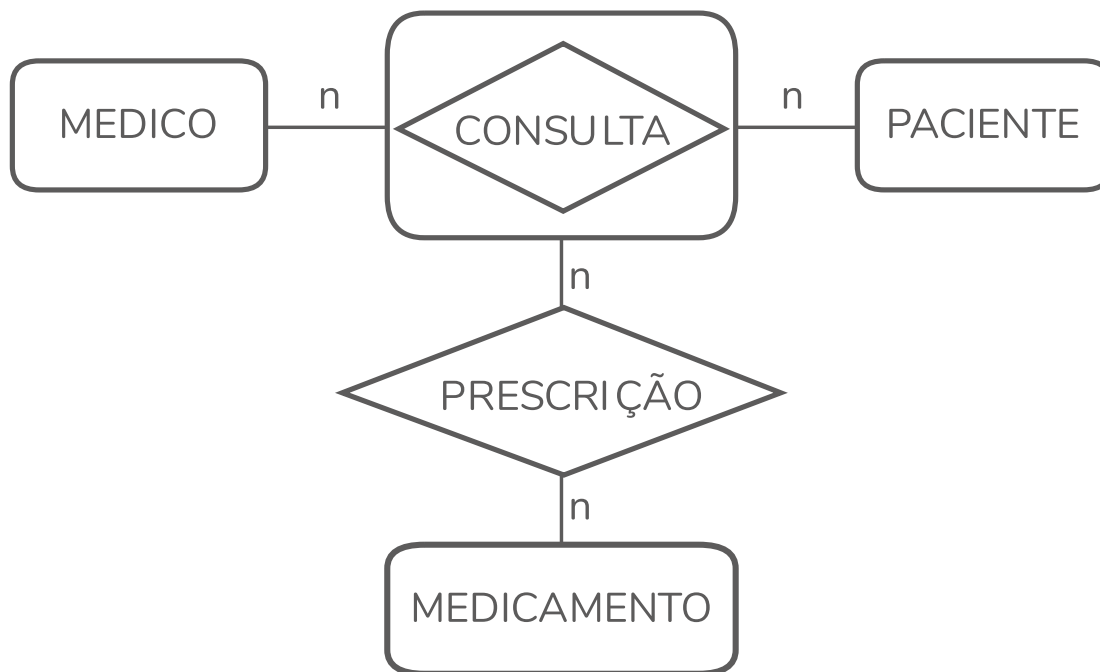 MEDICO
n
CONSULTA
n
PACIENTE
n
PRESCRIÇÃO
n
MEDICAMENTO